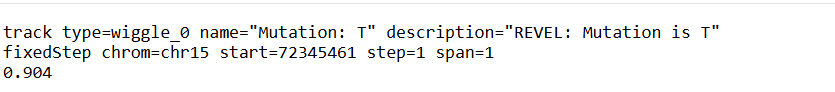 track type=wiggle_0 name="Mutation: T" description="REVEL: Mutation is T"
fixedStep chrom=chr15 start=72345461 step=1 span=1
0.904